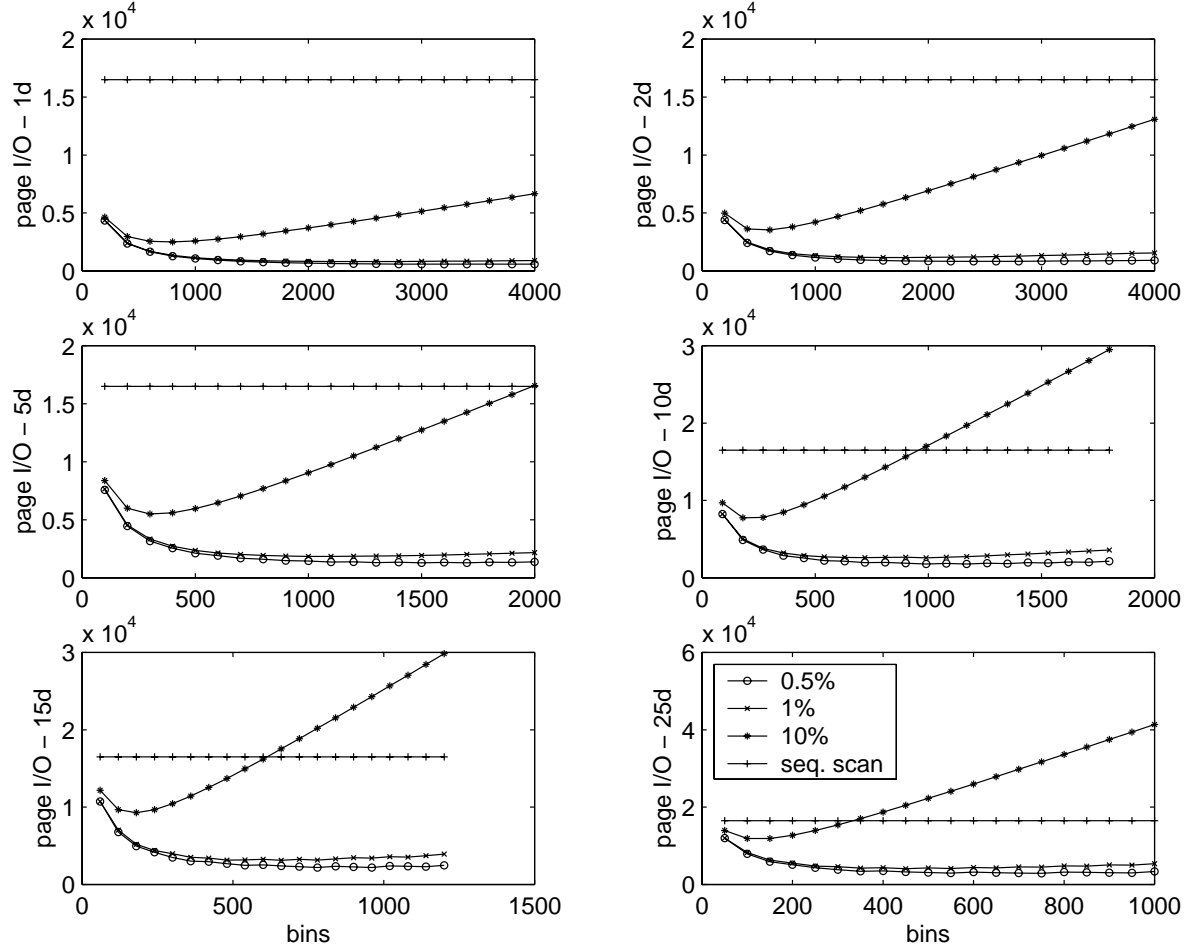 x 10^4
2
1.5
1
0.5
0
page I/O − 1d
0 1000 2000 3000 4000
x 10^4
2
1.5
1
0.5
0
page I/O − 2d
0 1000 2000 3000 4000
x 10^4
2
1.5
1
0.5
0
page I/O − 5d
0 500 1000 1500 2000
x 10^4
3
2
1
0
page I/O − 10d
0 500 1000 1500 2000
x 10^4
3
2
1
0
page I/O − 15d
0 500 1000 1500
bins
x 10^4
6
4
2
0
page I/O − 25d
0.5%
1%
10%
seq. scan
0 200 400 600 800 1000
bins